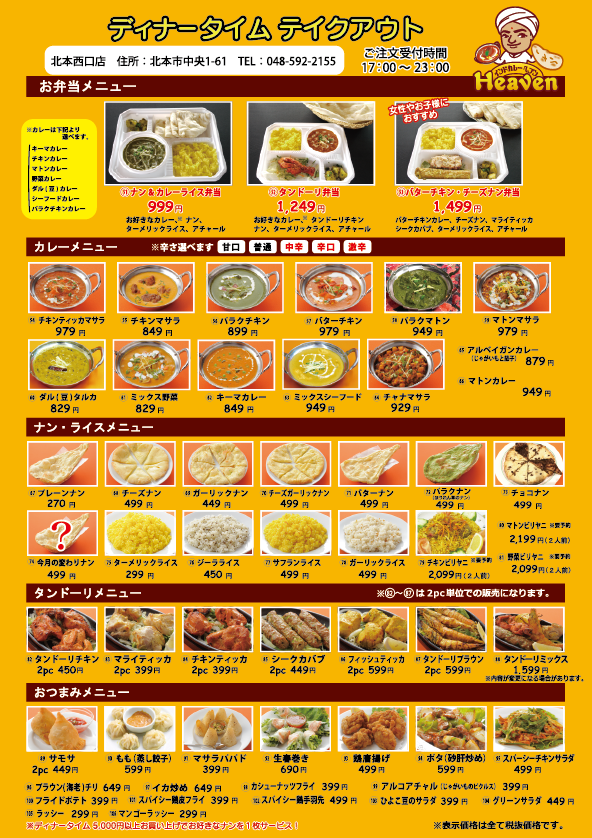 ディナータイム テイクアウト
北本西口店 住所：北本市中央1-61 TEL：048-592-2155
ご注文受付時間
17:00～23:00
インドカレーヘブン
Heaven
お弁当メニュー
※カレーは下記より
選べます。
キーマカレー
チキンカレー
マトンカレー
野菜カレー
ダル(豆)カレー
シーフードカレー
パラクチキンカレー
ナン&カレーライス弁当
999円
お好きなカレー、※ ナン、
ターメリックライス、アチャール
タンドーリ弁当
1,249円
お好きなカレー、※ タンドーリチキン
ナン、ターメリックライス、アチャール
女性やお子様に
おすすめ
バターチキン・チーズナン弁当
1,499円
バターチキンカレー、チーズナン、マライティッカ
シークカバブ、ターメリックライス、アチャール
カレーメニュー ※辛さ選べます 甘口 普通 中辛 辛口 激辛
チキンティッカマサラ
979円
チキンマサラ
849円
パラクチキン
899円
バターチキン
979円
パラクマトン
949円
マトンマサラ
979円
ダル(豆)タルカ
829円
ミックス野菜
829円
キーマカレー
849円
ミックスシーフード
949円
チャナマサラ
929円
アルベイガンカレー
(じゃがいもと茄子) 879円
マトンカレー
949円
ナン・ライスメニュー
プレーンナン
270円
チーズナン
499円
ガーリックナン
449円
チーズガーリックナン
499円
バターナン
499円
パラクナン
(ほうれん草のナン)
499円
チョコナン
499円
?
今月の変わりナン
499円
ターメリックライス
299円
ジーラライス
450円
サフランライス
499円
ガーリックライス
499円
チキンビリヤニ ※要予約
2,099円(2人前)
マトンビリヤニ ※要予約
2,199円(2人前)
野菜ビリヤニ ※要予約
2,099円(2人前)
タンドーリメニュー ※82～87は2pc単位での販売になります。
タンドーリチキン
2pc 450円
マライティッカ
2pc 399円
チキンティッカ
2pc 399円
シークカバブ
2pc 449円
フィッシュティッカ
2pc 599円
タンドーリプラウン
2pc 599円
タンドーリミックス
1,599円
※内容が変更になる場合があります。
おつまみメニュー
サモサ
2pc 449円
もも(蒸し餃子)
599円
マサラパパド
399円
生春巻き
690円
鶏唐揚げ
499円
ポタ(砂肝炒め)
599円
スパーシーチキンサラダ
499円
プラウン(海老)チリ 649円 イカ炒め 649円 カシューナッツフライ 399円 アルコアチャル(じゃがいものピクルス) 399円
フライドポテト 399円 スパイシー鶏皮フライ 399円 スパイシー鶏手羽先 499円 ひよこ豆のサラダ 399円 グリーンサラダ 449円
ラッシー 299円 マンゴーラッシー 299円
※ディナータイム 5,000円以上お買い上げでお好きなナンを1枚サービス！
※表示価格は全て税抜価格です。